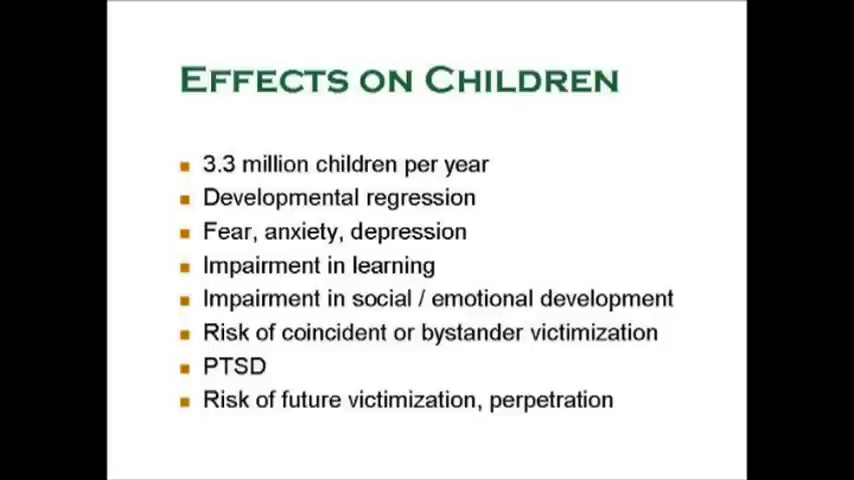 Effects on Children
3.3 million children per year
Developmental regression
Fear, anxiety, depression
Impairment in learning
Impairment in social / emotional development
Risk of coincident or bystander victimization
PTSD
Risk of future victimization, perpetration